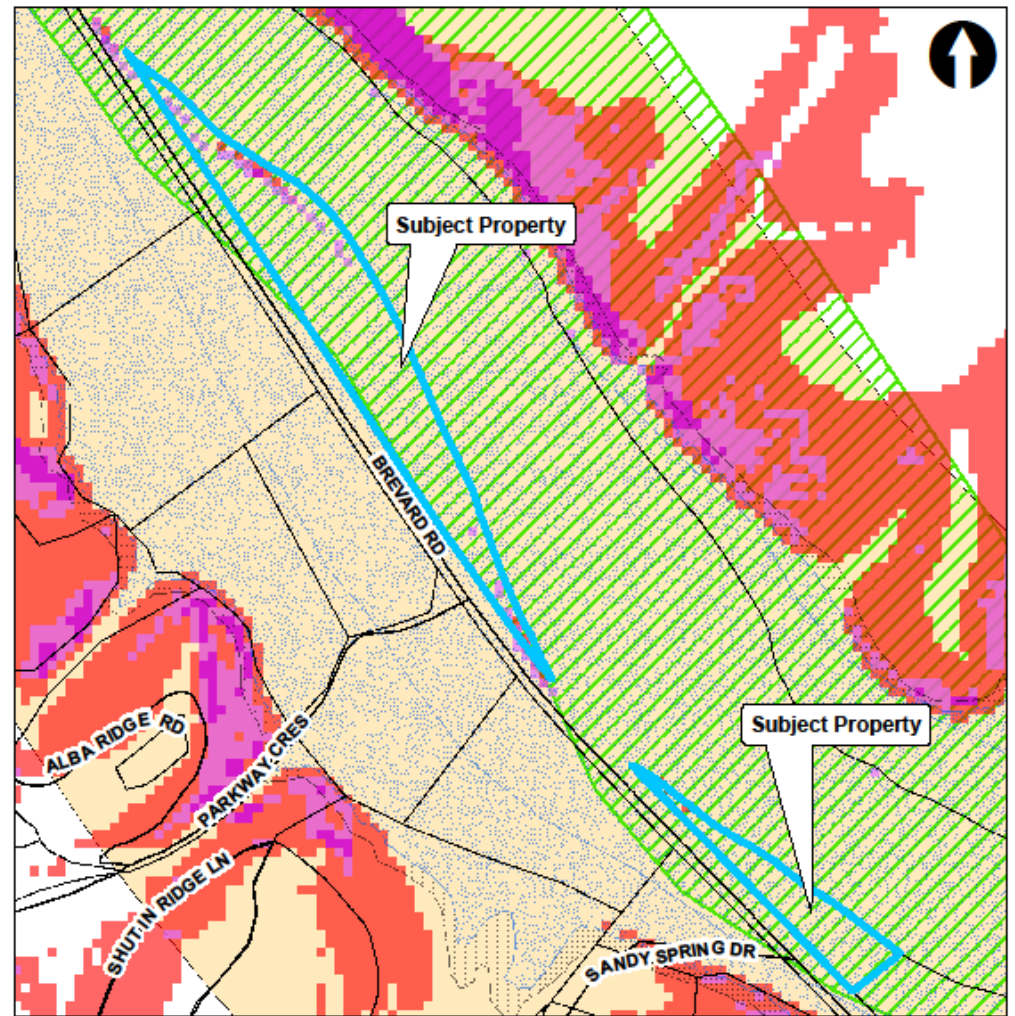 Subject Property
BREVARD RD
Subject Property
ALBA RIDGE RD
PARKWAY CRES
SHUT IN RIDGE LN
SANDY SPRING DR